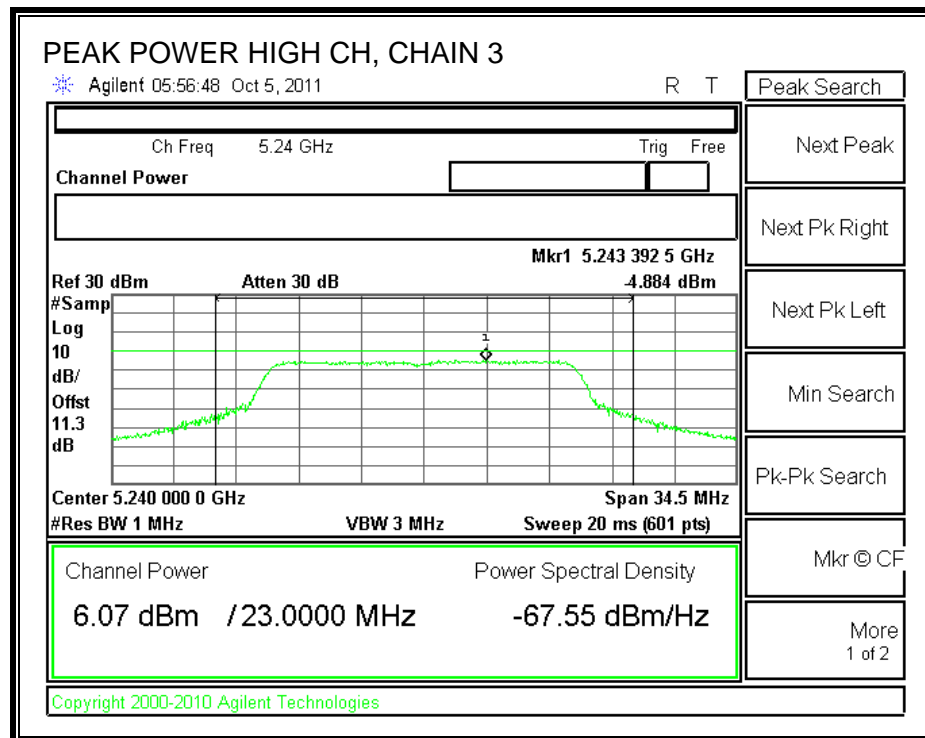 PEAK POWER HIGH CH, CHAIN 3
Agilent 05:56:48 Oct 5, 2011 R T
Peak Search
Ch Freq 5.24 GHz Trig Free
Channel Power
Mkr1 5.243 392 5 GHz
Ref 30 dBm Atten 30 dB -4.884 dBm
#Samp
Log
10
dB/
Offst
11.3
dB
1
Center 5.240 000 0 GHz Span 34.5 MHz
#Res BW 1 MHz VBW 3 MHz Sweep 20 ms (601 pts)
Channel Power Power Spectral Density
6.07 dBm /23.0000 MHz -67.55 dBm/Hz
Next Peak
Next Pk Right
Next Pk Left
Min Search
Pk-Pk Search
Mkr © CF
More
1 of 2
Copyright 2000-2010 Agilent Technologies